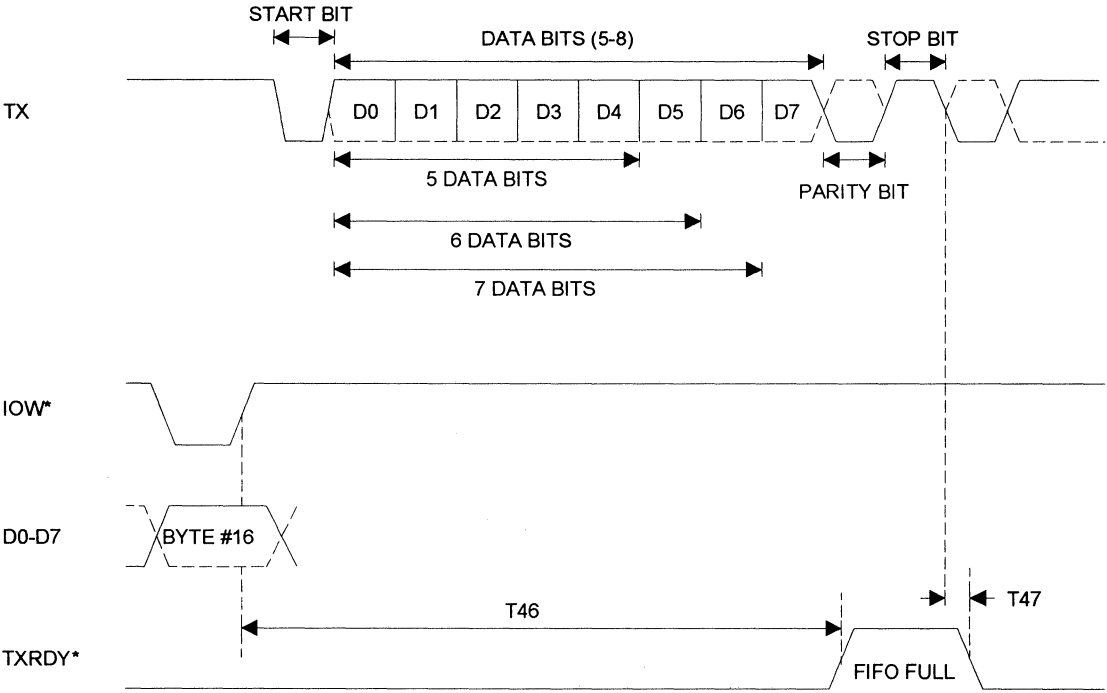 START BIT
DATA BITS (5-8)
STOP BIT
TX
D0 D1 D2 D3 D4 D5 D6 D7
5 DATA BITS
PARITY BIT
6 DATA BITS
7 DATA BITS
IOW*
D0-D7
BYTE #16
T46
T47
TXRDY*
FIFO FULL